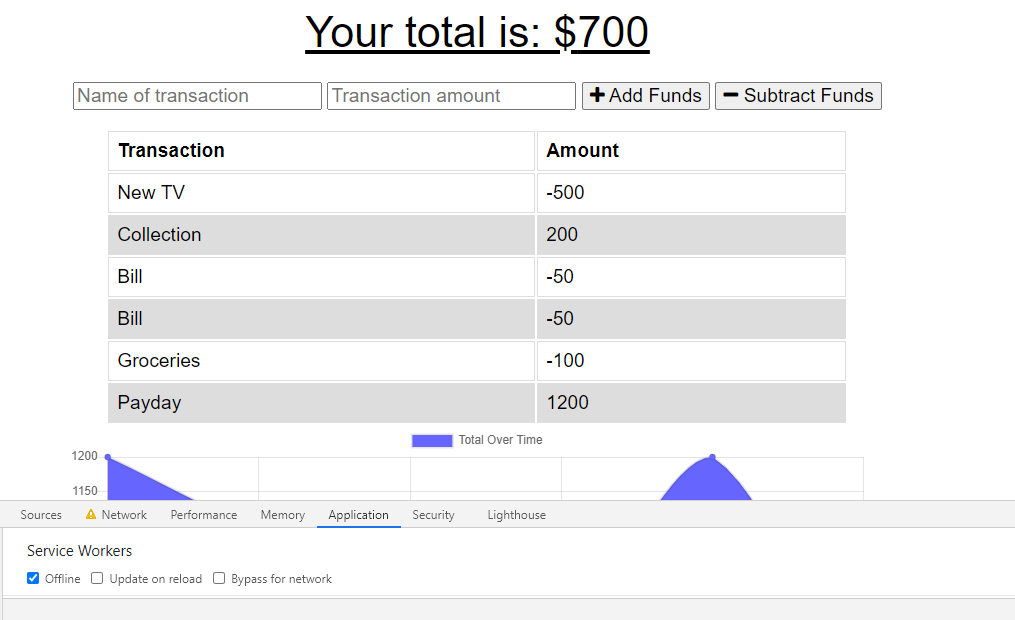 Your total is: $700
Name of transaction Transaction amount Add Funds Subtract Funds
Transaction Amount
New TV -500
Collection 200
Bill -50
Bill -50
Groceries -100
Payday 1200
Total Over Time
1200
1150
Sources Network Performance Memory Application Security Lighthouse
Service Workers
Offline Update on reload Bypass for network